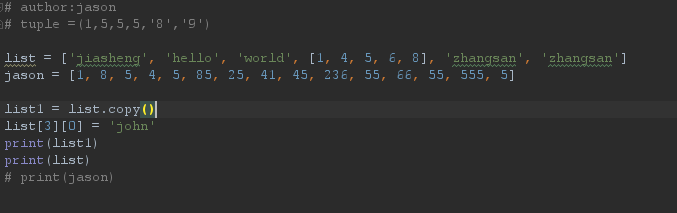 # author:jason
# tuple =(1,5,5,5,'8','9')
list = ['jiasheng', 'hello', 'world', [1, 4, 5, 6, 8], 'zhangsan', 'zhangsan']
jason = [1, 8, 5, 4, 5, 85, 25, 41, 45, 236, 55, 66, 55, 555, 5]
list1 = list.copy()
list[3][0] = 'john'
print(list1)
print(list)
# print(jason)